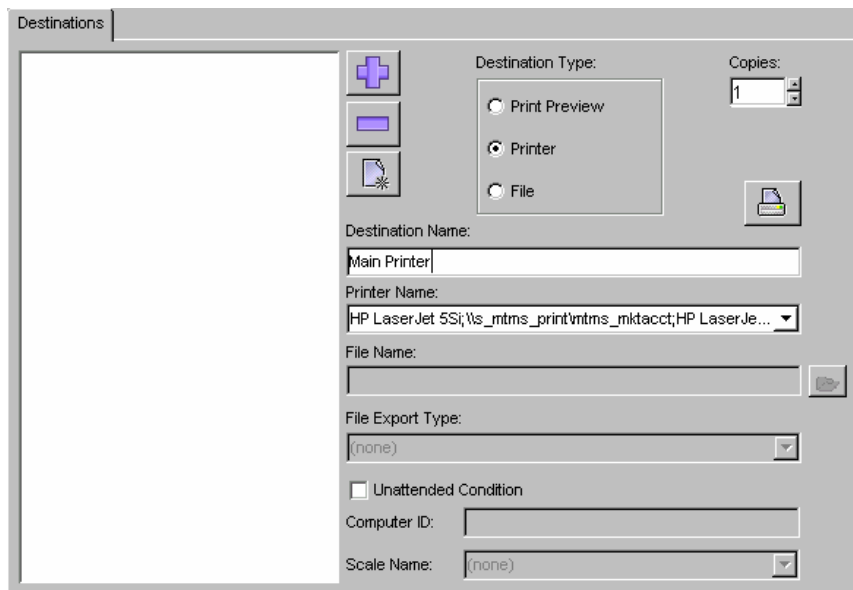 Destinations
Destination Type:
Copies:
Print Preview
1
Printer
File
Destination Name:
Main Printer
Printer Name:
HP LaserJet 5Si;\\s_mtms_print\mtms_mktacct;HP LaserJe...
File Name:
File Export Type:
(none)
Unattended Condition
Computer ID:
Scale Name:
(none)